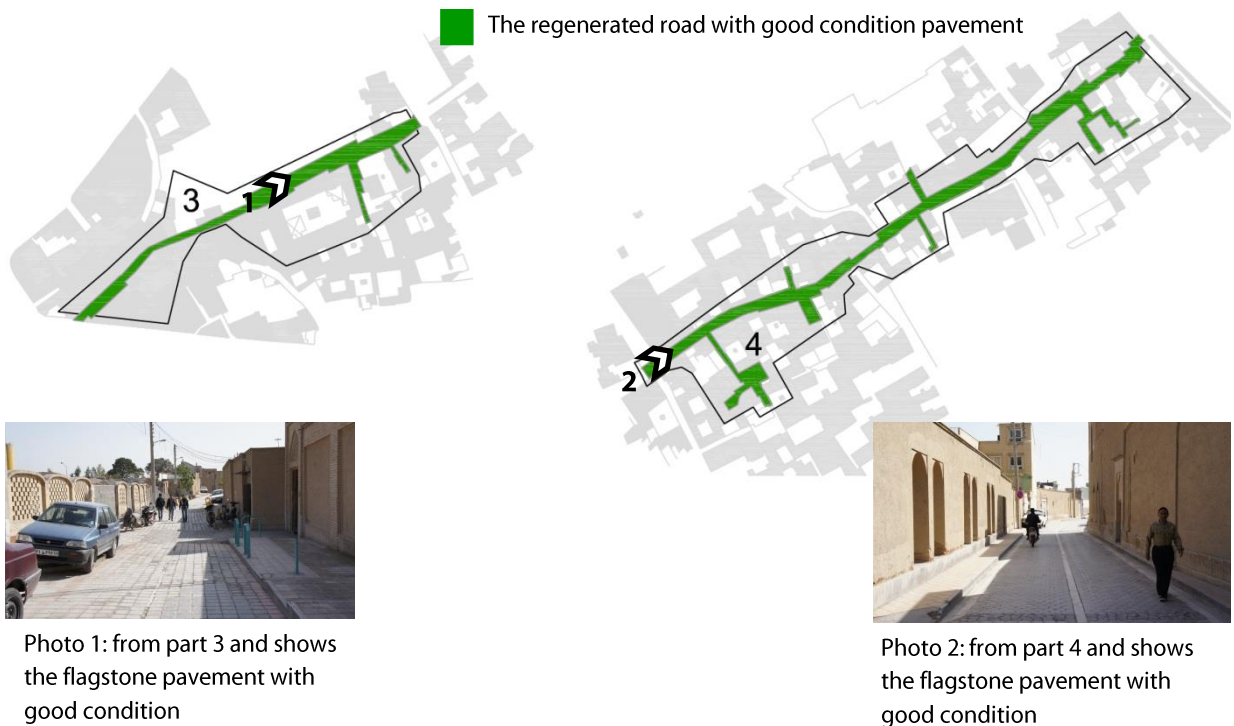 The regenerated road with good condition pavement
3
1
4
2
Photo 1: from part 3 and shows
the flagstone pavement with
good condition
Photo 2: from part 4 and shows
the flagstone pavement with
good condition